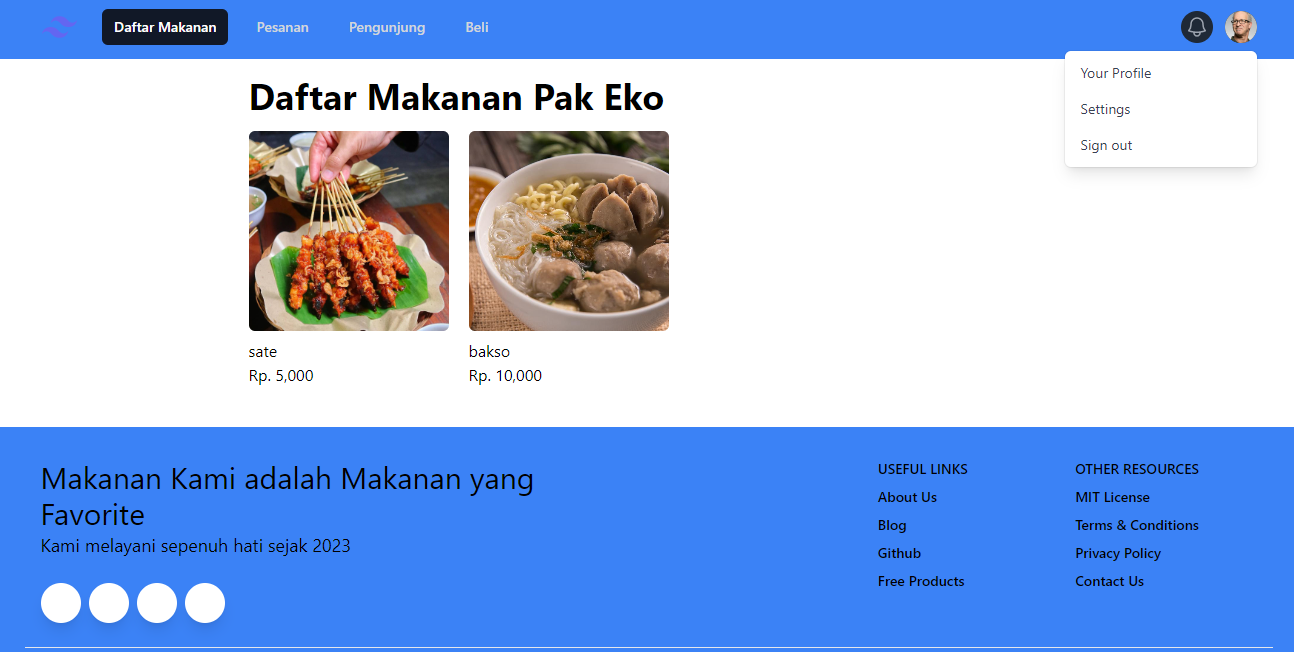 Daftar Makanan
Pesanan
Pengunjung
Beli
Your Profile
Settings
Sign out
Daftar Makanan Pak Eko
sate
Rp. 5,000
bakso
Rp. 10,000
Makanan Kami adalah Makanan yang
Favorite
Kami melayani sepenuh hati sejak 2023
USEFUL LINKS
About Us
Blog
Github
Free Products
OTHER RESOURCES
MIT License
Terms & Conditions
Privacy Policy
Contact Us